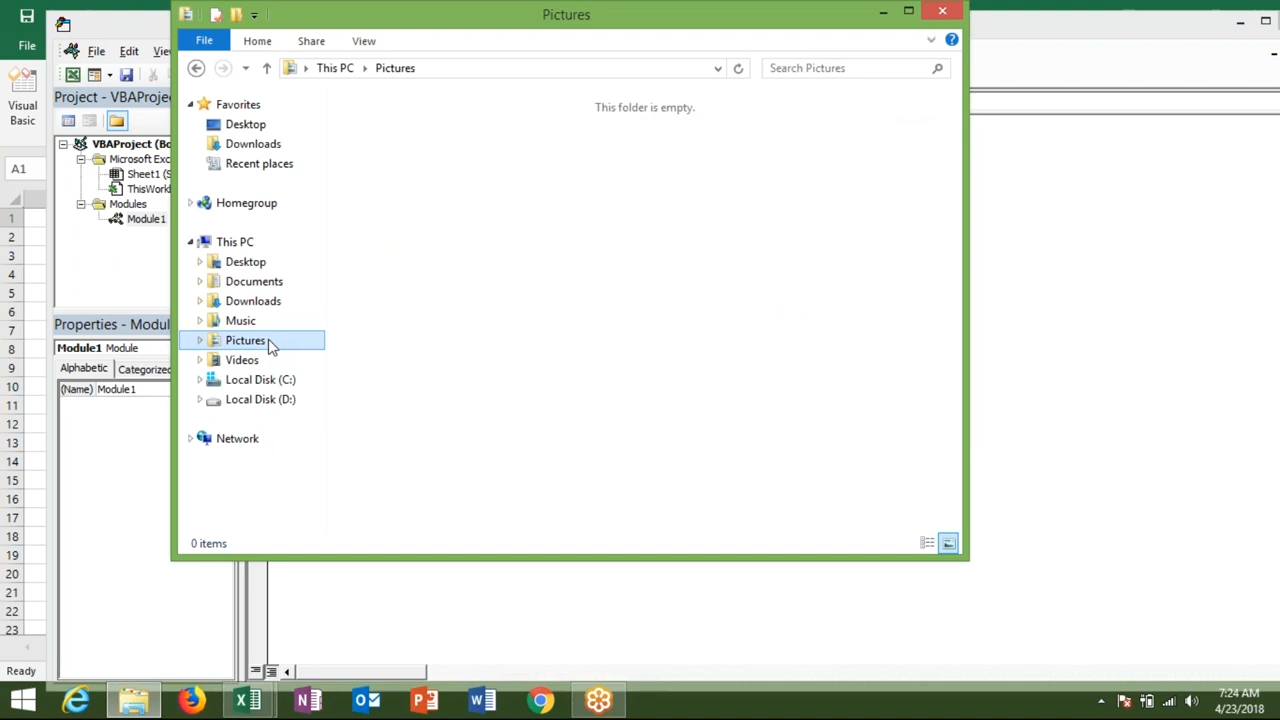 Pictures
File Home Share View
This PC Pictures
Search Pictures
Favorites
Desktop
Downloads
Recent places
Homegroup
This PC
Desktop
Documents
Downloads
Music
Pictures
Videos
Local Disk (C:)
Local Disk (D:)
Network
This folder is empty.
0 items
File
Visual
Basic
A1
1
2
3
4
5
6
7
8
9
10
11
12
13
14
15
16
17
18
19
20
21
22
23
Ready
File Edit Vie
Project - VBAProje
VBAProject (Bo
Microsoft Exc
Sheet1 (S
ThisWork
Modules
Module1
Properties - Modul
Module1 Module
Alphabetic Categorized
(Name) Module1
7:24 AM
4/23/2018